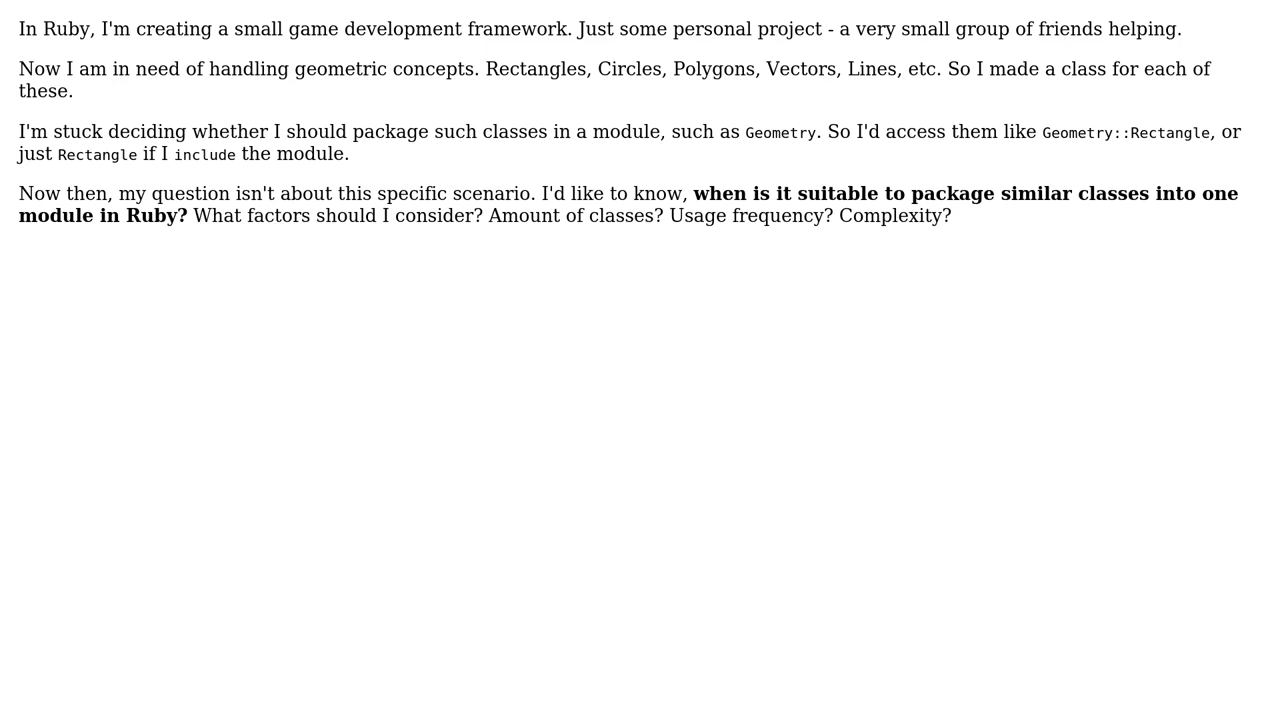 In Ruby, I'm creating a small game development framework. Just some personal project - a very small group of friends helping.
Now I am in need of handling geometric concepts. Rectangles, Circles, Polygons, Vectors, Lines, etc. So I made a class for each of
these.
I'm stuck deciding whether I should package such classes in a module, such as Geometry. So I'd access them like Geometry::Rectangle, or
just Rectangle if I include the module.
Now then, my question isn't about this specific scenario. I'd like to know, when is it suitable to package similar classes into one
module in Ruby? What factors should I consider? Amount of classes? Usage frequency? Complexity?